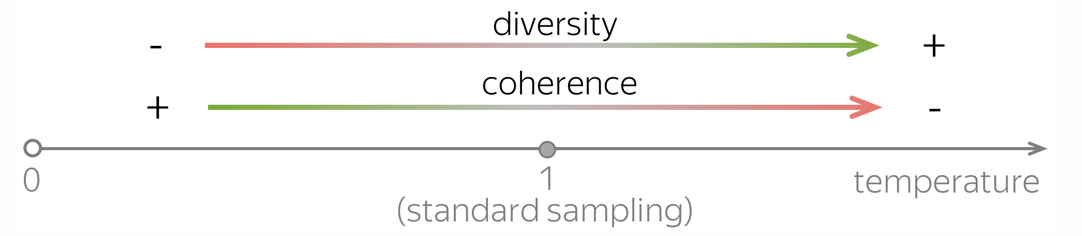 diversity
- +
coherence
+ -
0 1 temperature
(standard sampling)